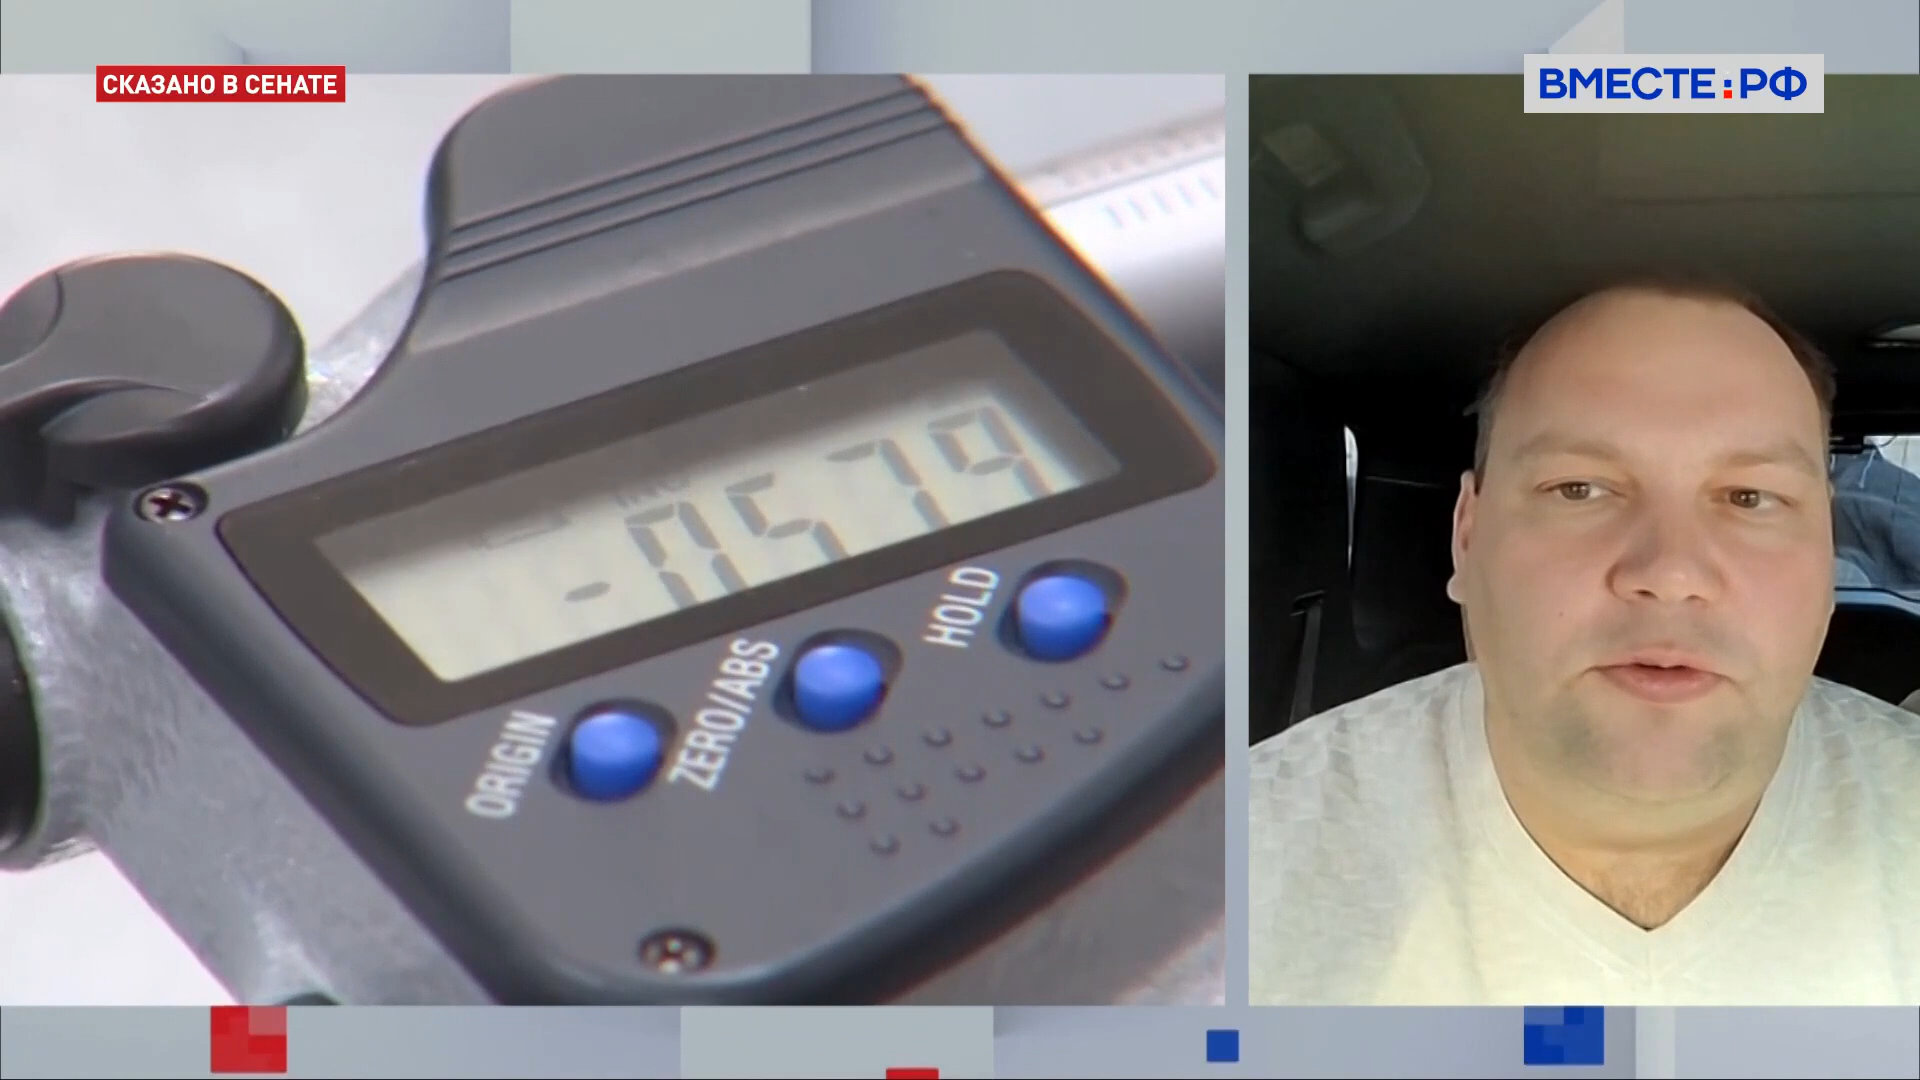 СКАЗАНО В СЕНАТЕ
ВМЕСТЕ:РФ
-0579
ORIGIN
ZERO/ABS
HOLD